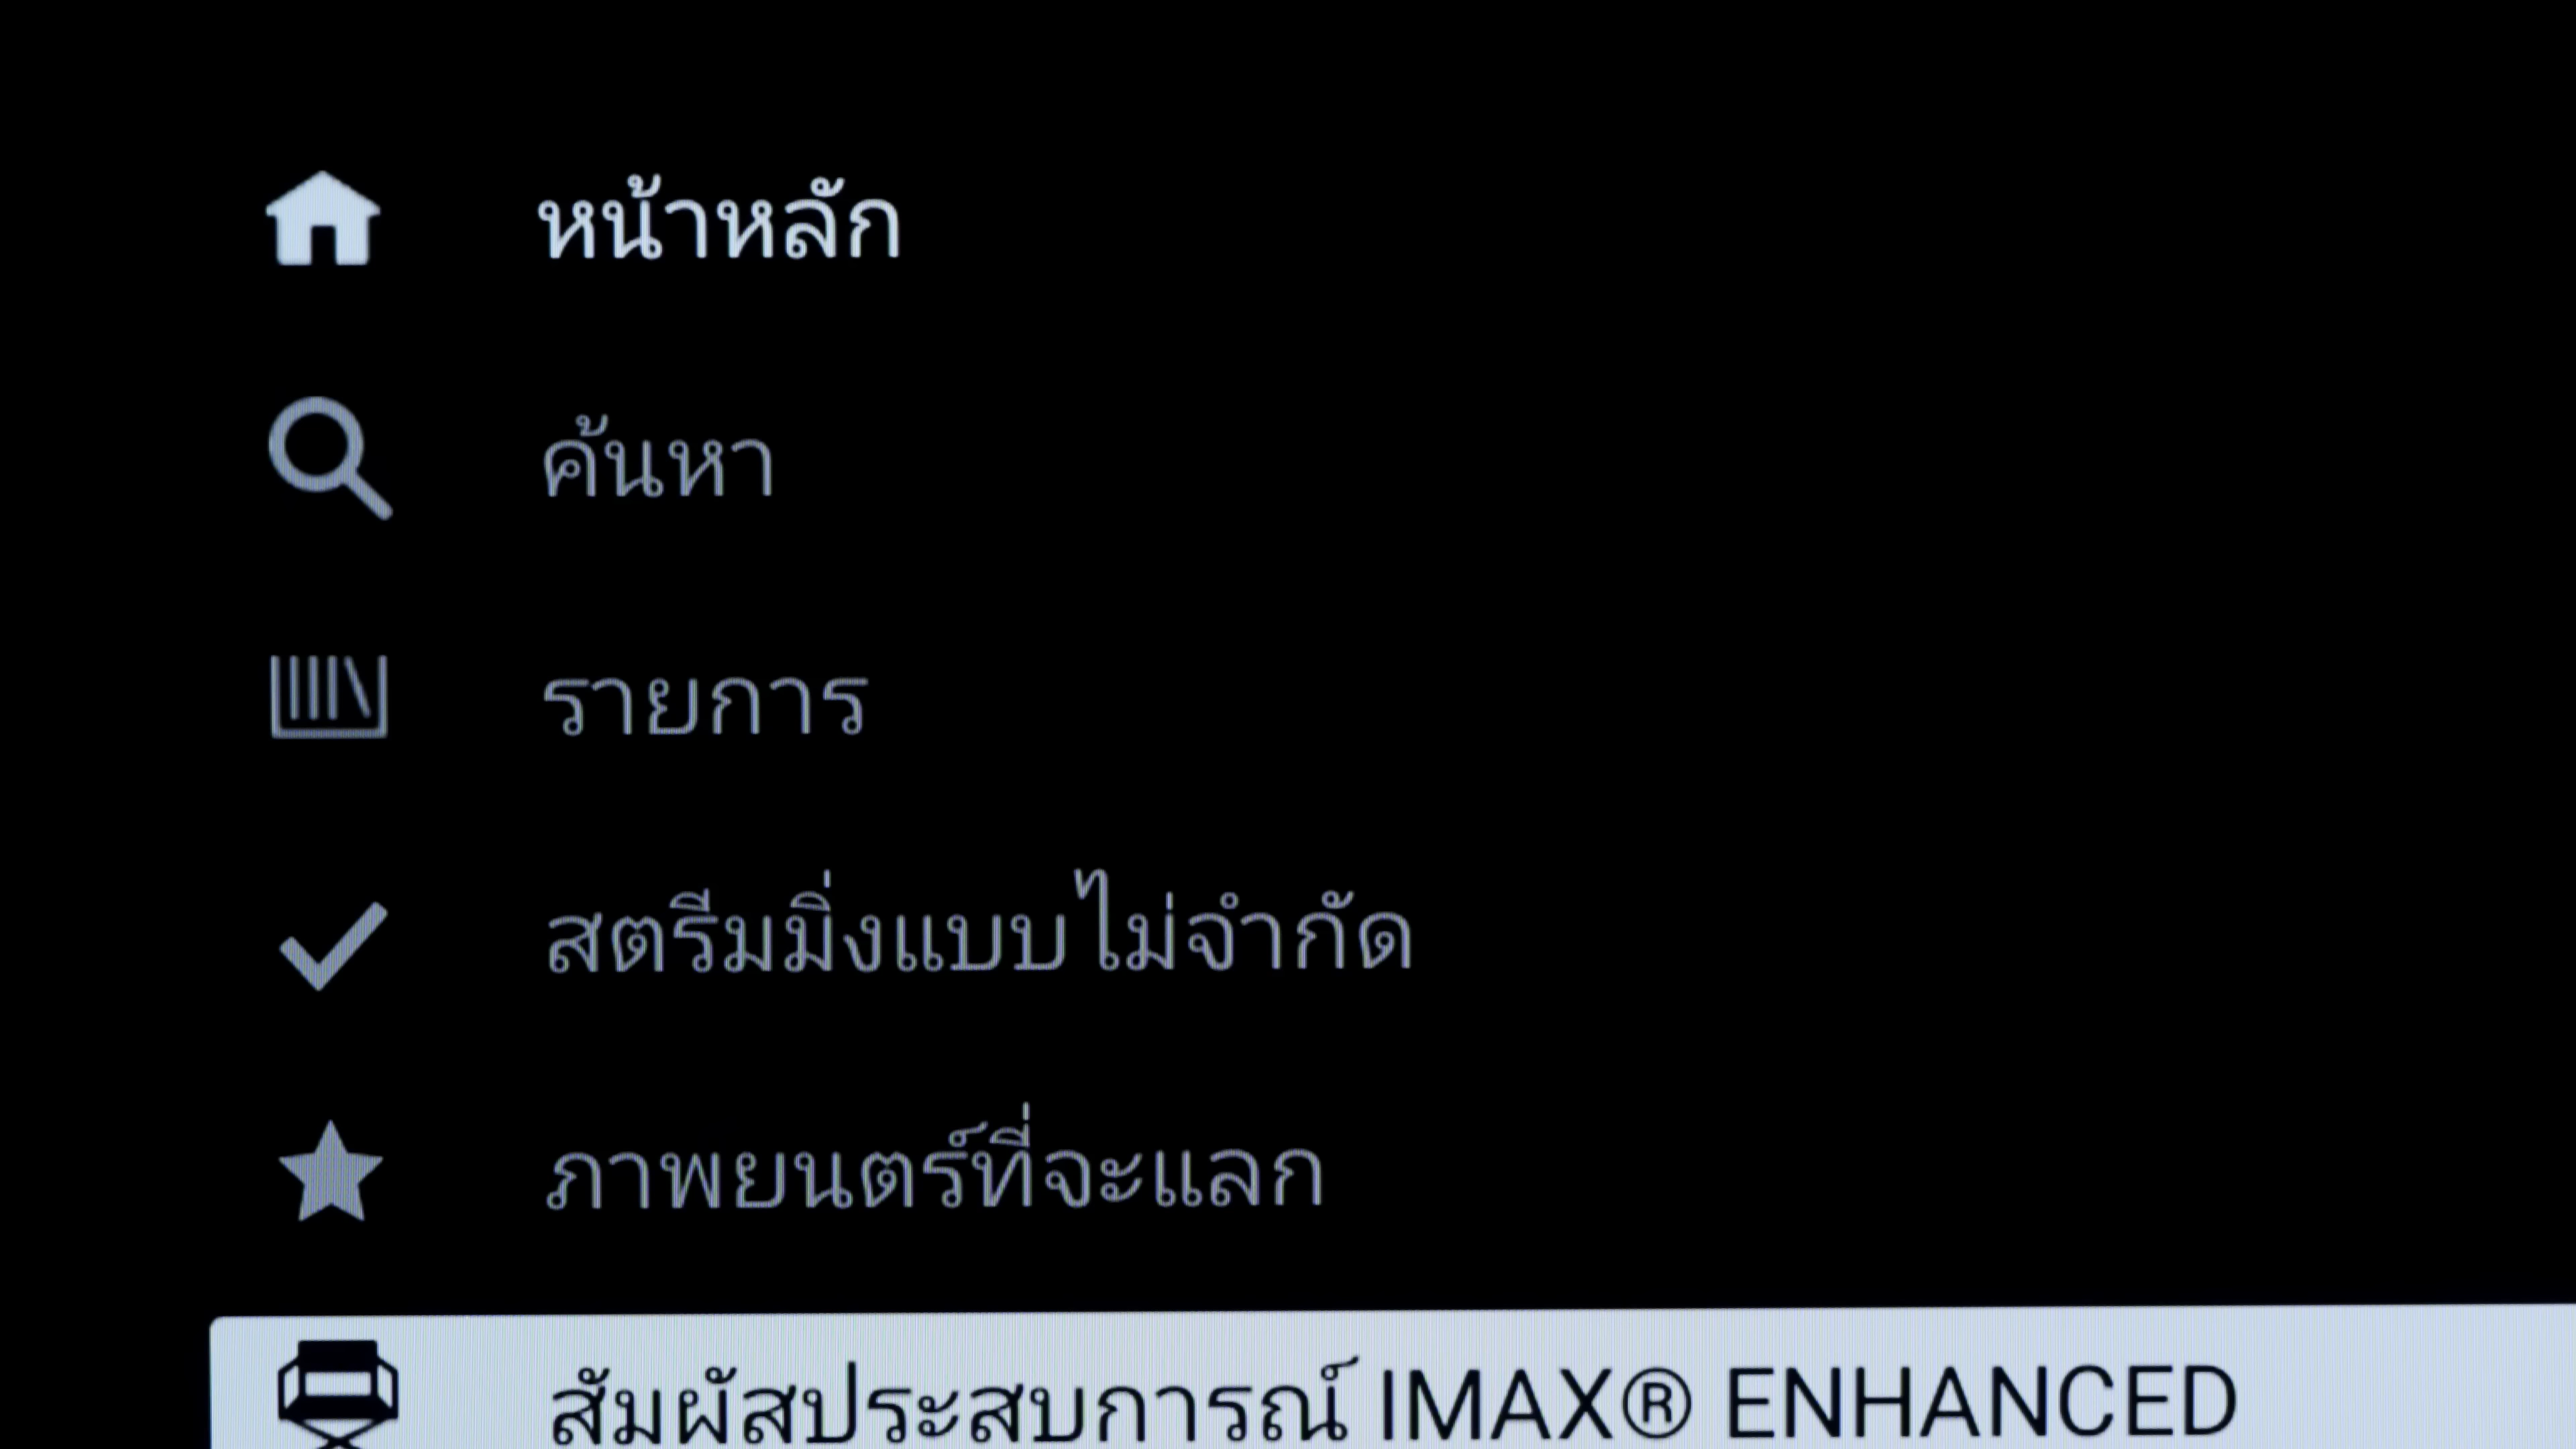 หน้าหลัก
ค้นหา
รายการ
สตรีมมิ่งแบบไม่จำกัด
ภาพยนตร์ที่จะแลก
สัมผัสประสบการณ์ IMAX® ENHANCED